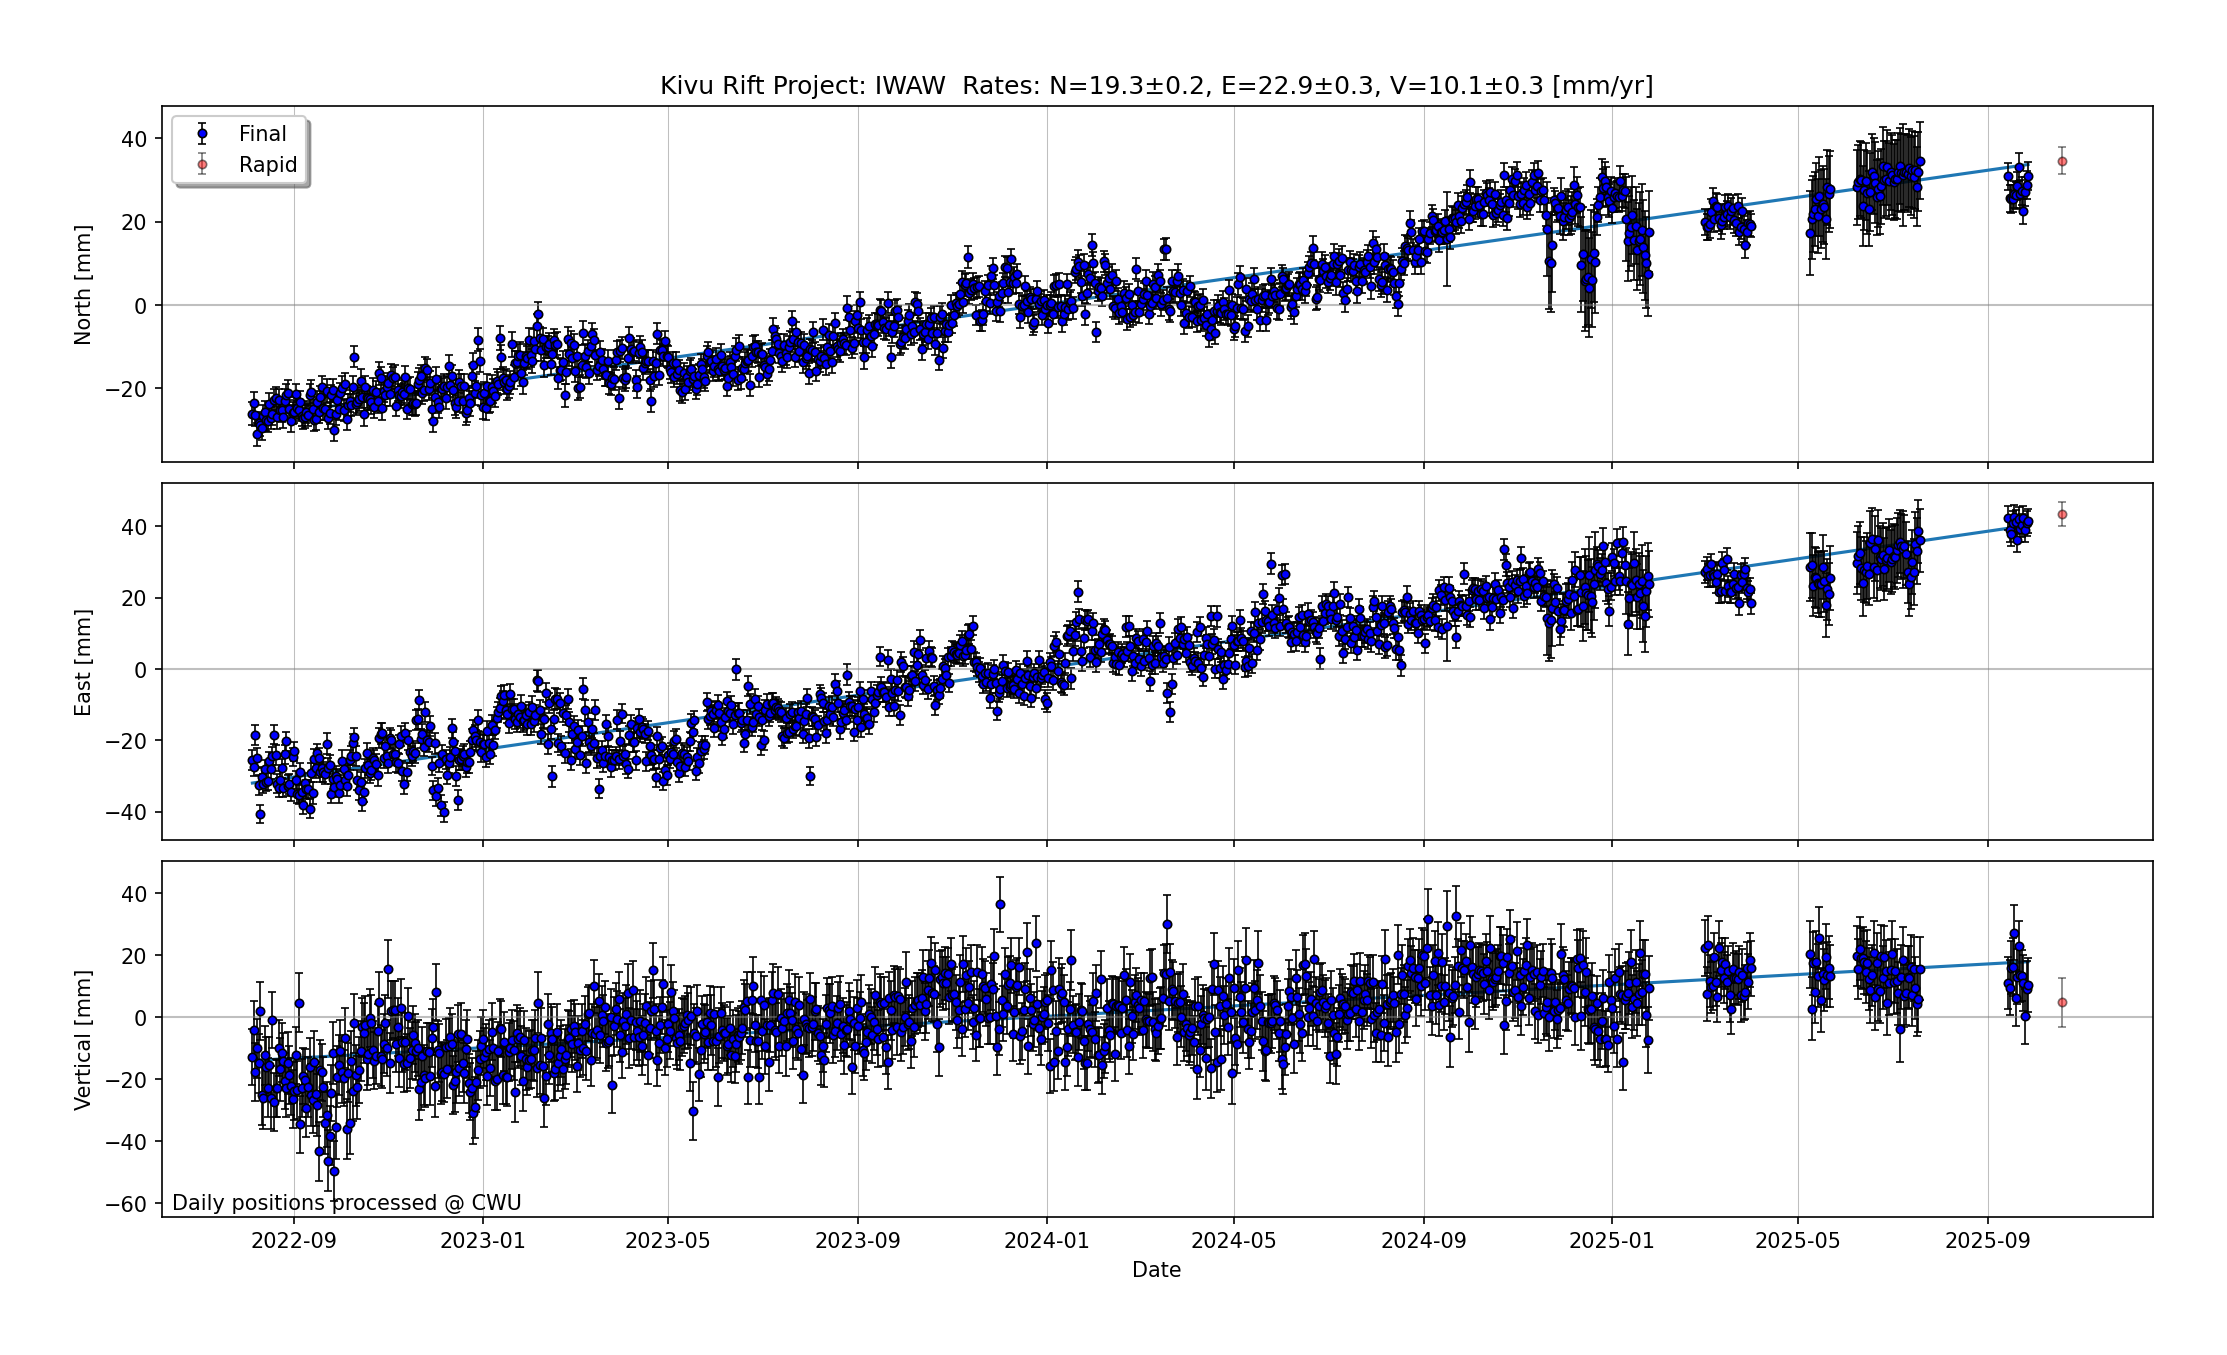 Kivu Rift Project: IWAW  Rates: N=19.3±0.2, E=22.9±0.3, V=10.1±0.3 [mm/yr]
Final
Rapid
North [mm]
40
20
0
−20
East [mm]
40
20
0
−20
−40
Vertical [mm]
40
20
0
−20
−40
−60
Daily positions processed @ CWU
2022-09 2023-01 2023-05 2023-09 2024-01 2024-05 2024-09 2025-01 2025-05 2025-09
Date